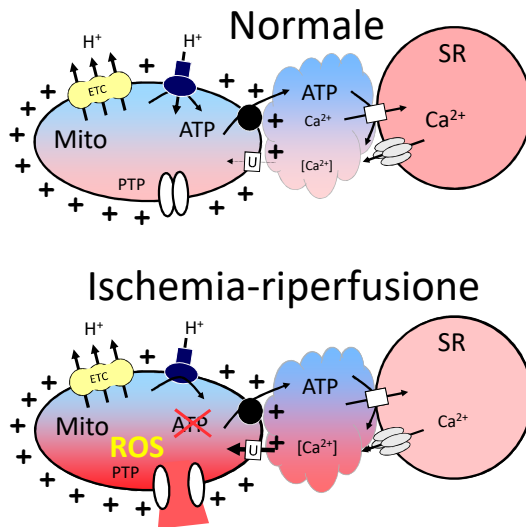 Normale
H⁺
H⁺
ETC
SR
ATP
Mito
ATP
Ca²⁺
Ca²⁺
U
[Ca²⁺]
PTP
Ischemia-riperfusione
H⁺
H⁺
ETC
SR
ATP
Mito
ATP
ROS
Ca²⁺
U
[Ca²⁺]
PTP